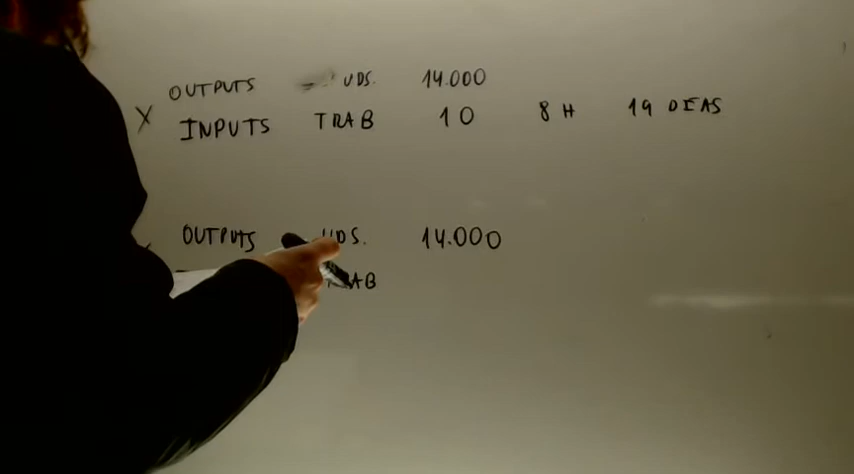 OUTPUTS UDS. 14.000
X INPUTS TRAB 10 8 H 19 DIAS
OUTPUTS UDS. 14.000